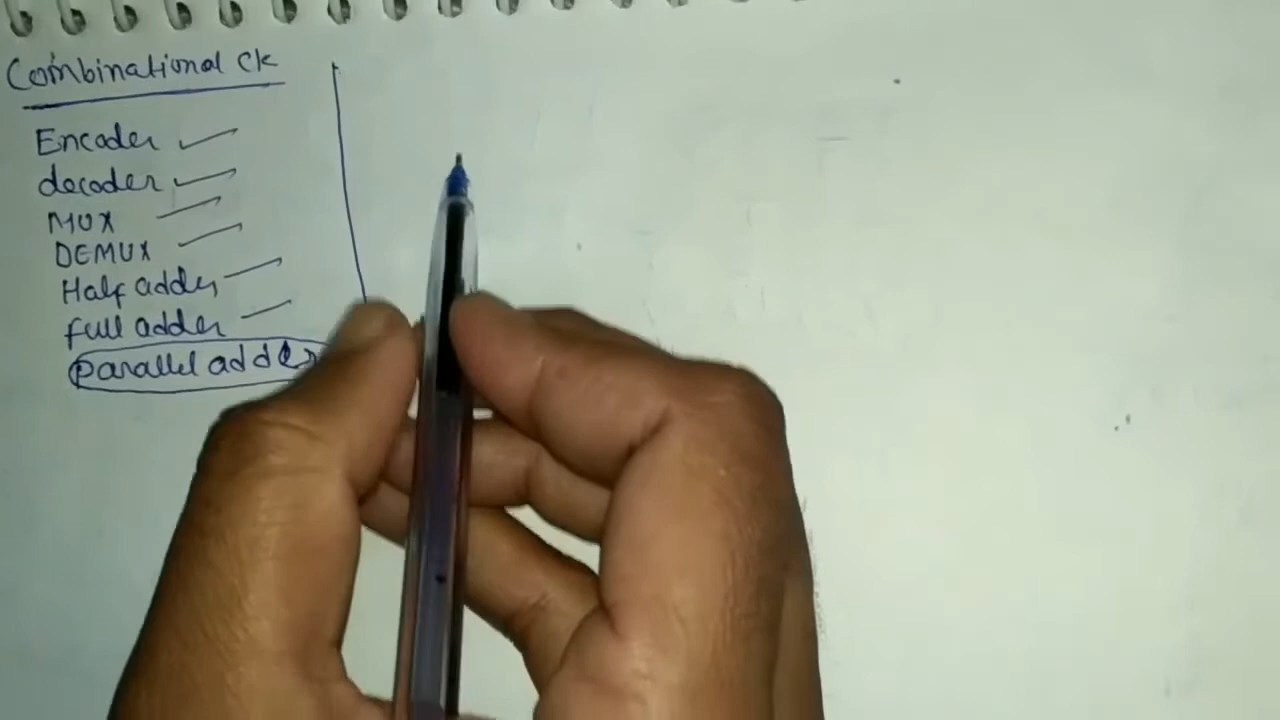 Combinational Ck
Encoder
decoder
MUX
DEMUX
Half adder
full adder
parallel adder